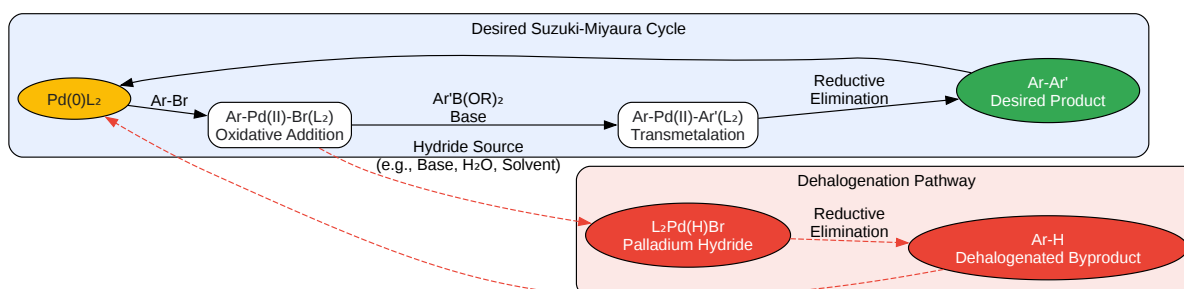 Desired Suzuki-Miyaura Cycle
Pd(0)L₂
Ar-Br
Ar-Pd(II)-Br(L₂)
Oxidative Addition
Ar'B(OR)₂
Base
Ar-Pd(II)-Ar'(L₂)
Transmetalation
Reductive
Elimination
Ar-Ar'
Desired Product
Hydride Source
(e.g., Base, H₂O, Solvent)
Dehalogenation Pathway
L₂Pd(H)Br
Palladium Hydride
Reductive
Elimination
Ar-H
Dehalogenated Byproduct